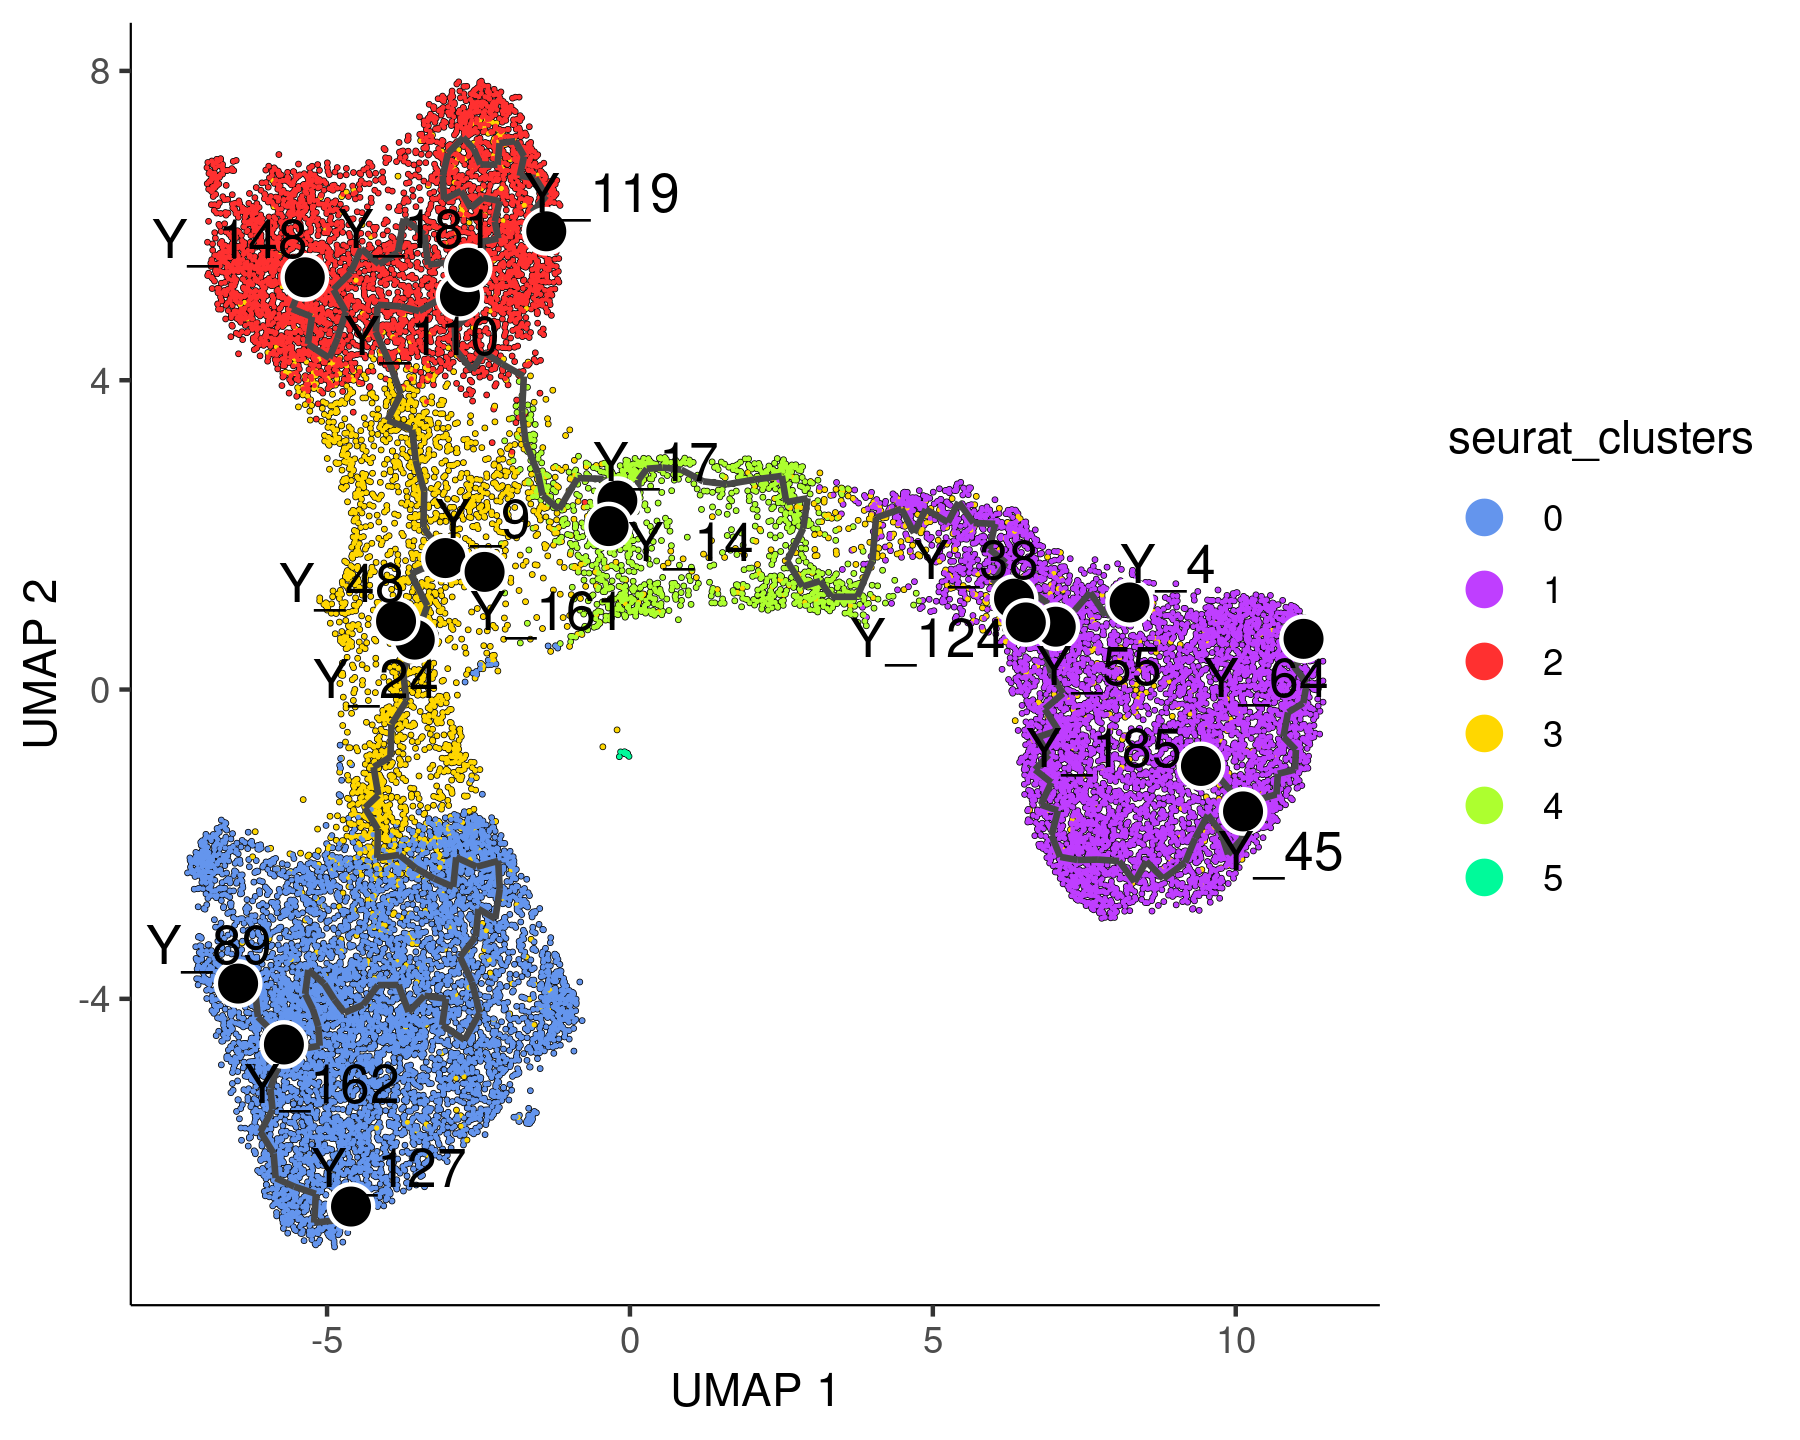 8
4
0
-4
-5
0
5
10
UMAP 1
UMAP 2
Y_119
Y_148
Y_181
Y_110
Y_17
Y_9
Y_14
Y_48
Y_161
Y_24
Y_38
Y_4
Y_124
Y_55
Y_64
Y_185
Y_45
Y_89
Y_162
Y_127
seurat_clusters
0
1
2
3
4
5